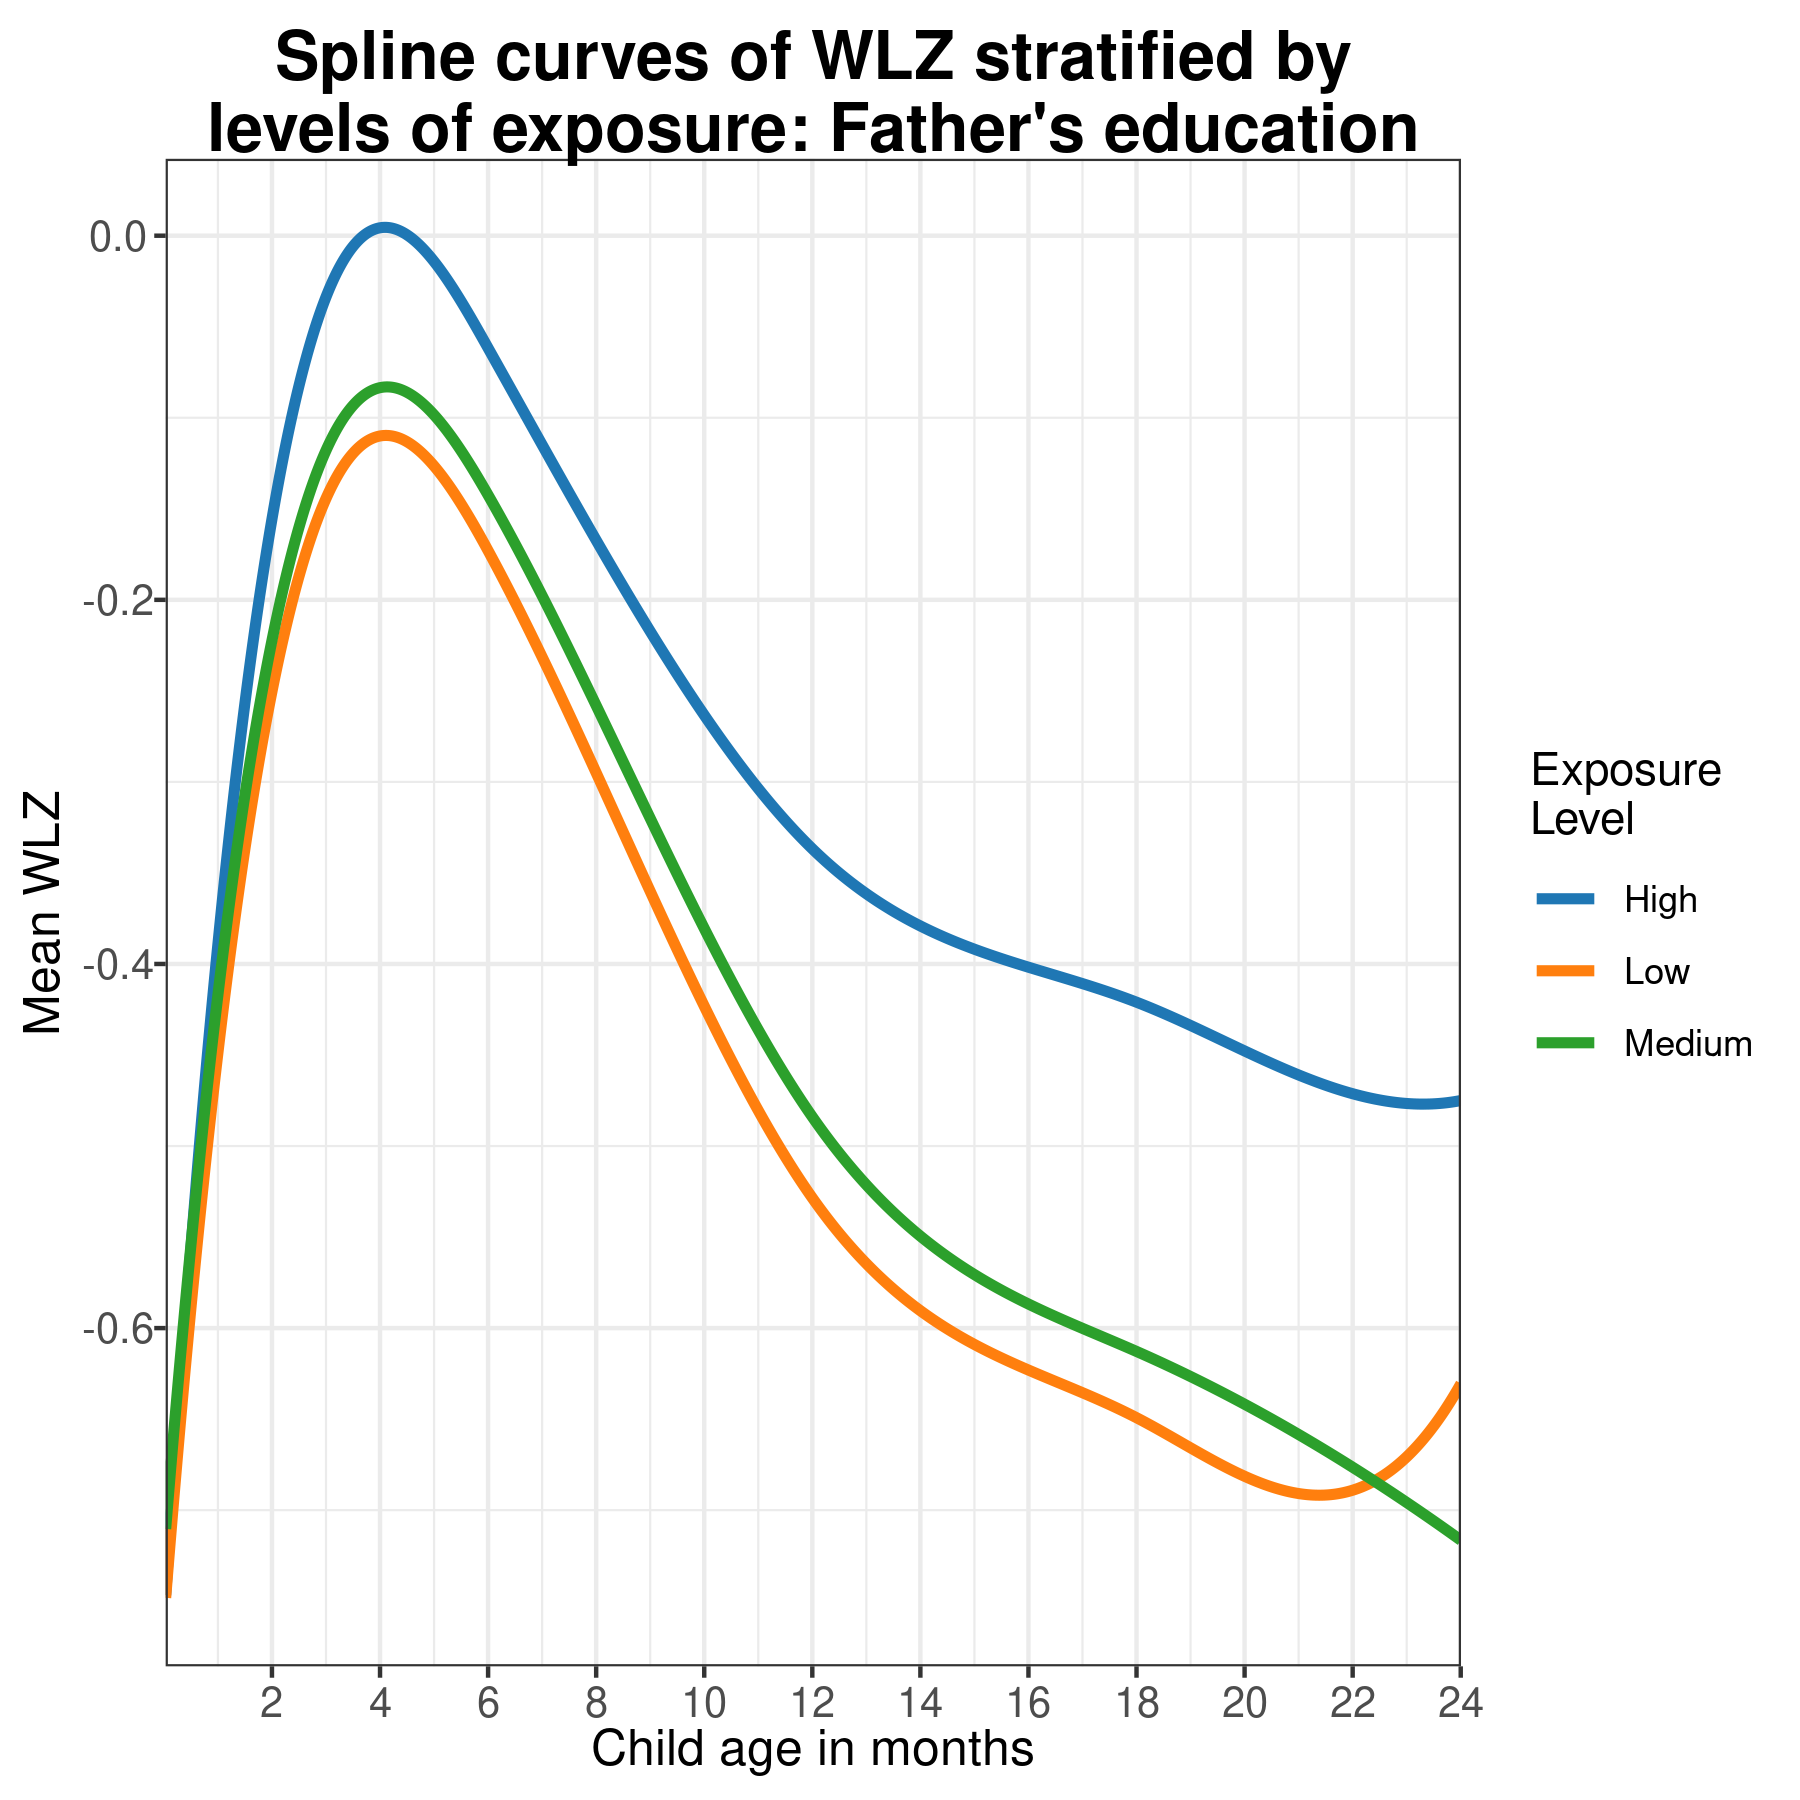 Spline curves of WLZ stratified by
levels of exposure: Father's education
0.0
-0.2
-0.4
-0.6
Mean WLZ
2 4 6 8 10 12 14 16 18 20 22 24
Child age in months
Exposure
Level
High
Low
Medium